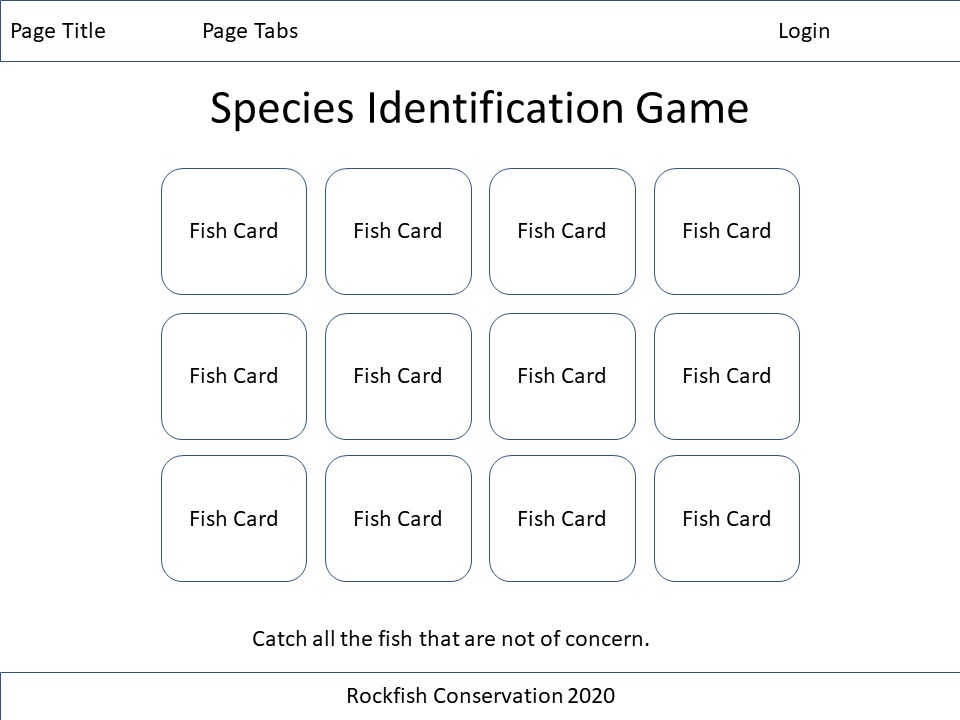 Page Title Page Tabs Login
Species Identification Game
Fish Card Fish Card Fish Card Fish Card
Fish Card Fish Card Fish Card Fish Card
Fish Card Fish Card Fish Card Fish Card
Catch all the fish that are not of concern.
Rockfish Conservation 2020